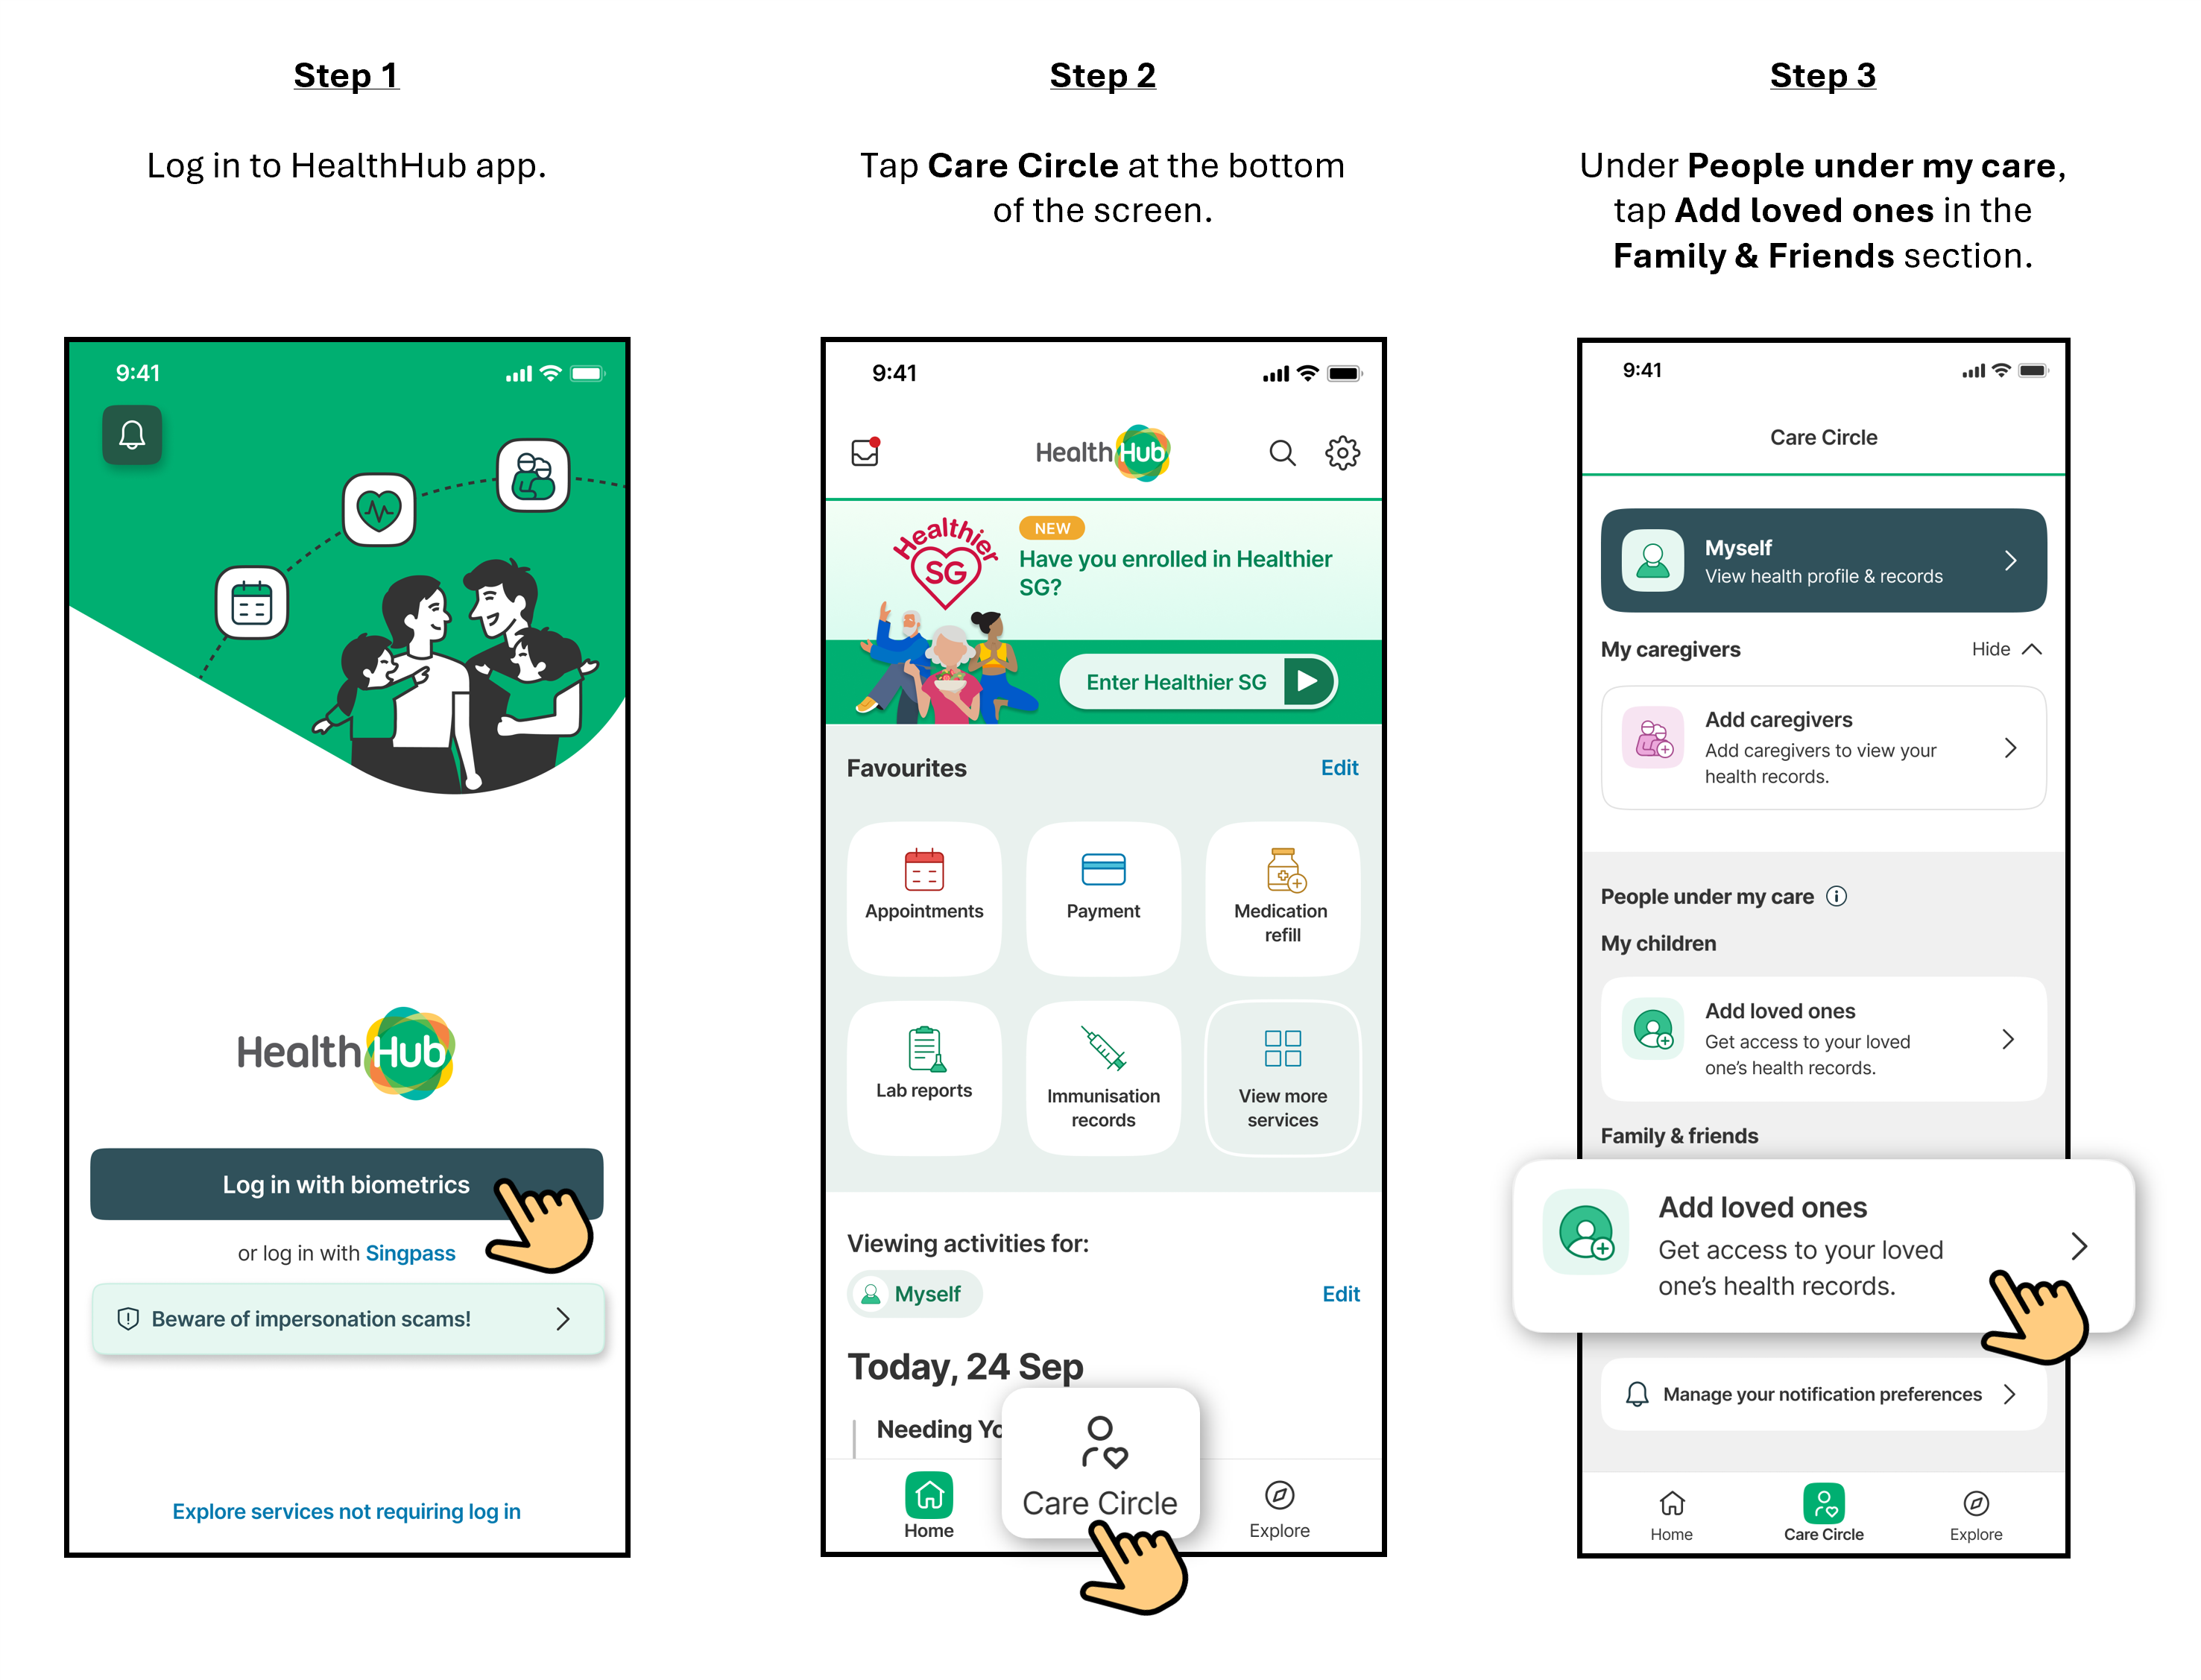 Step 1
Log in to HealthHub app.
9:41
Health Hub
Log in with biometrics
or log in with Singpass
Beware of impersonation scams!
Explore services not requiring log in
Step 2
Tap Care Circle at the bottom
of the screen.
9:41
Health Hub
Healthier
SG
NEW
Have you enrolled in Healthier
SG?
Enter Healthier SG
Favourites
Edit
Appointments
Payment
Medication
refill
Lab reports
Immunisation
records
View more
services
Viewing activities for:
Myself
Edit
Today, 24 Sep
Needing Yo
Home
Care Circle
Explore
Step 3
Under People under my care,
tap Add loved ones in the
Family & Friends section.
9:41
Care Circle
Myself
View health profile & records
My caregivers
Hide
Add caregivers
Add caregivers to view your
health records.
People under my care
My children
Add loved ones
Get access to your loved
one's health records.
Family & friends
Add loved ones
Get access to your loved
one's health records.
Manage your notification preferences
Home
Care Circle
Explore